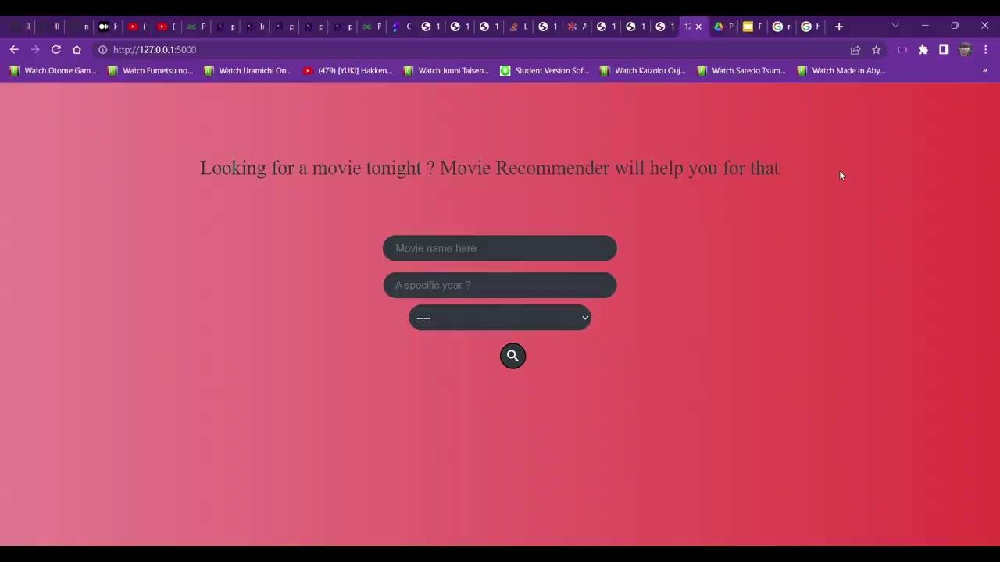 http://127.0.0.1:5000
Watch Otome Gam...
Watch Fumetsu no...
Watch Uramichi On...
(479) [YUKI] Hakken...
Watch Juuni Taisen...
Student Version Sof...
Watch Kaizoku Ouj...
Watch Saredo Tsum...
Watch Made in Aby...
»
Looking for a movie tonight ? Movie Recommender will help you for that
Movie name here
A specific year ?
----